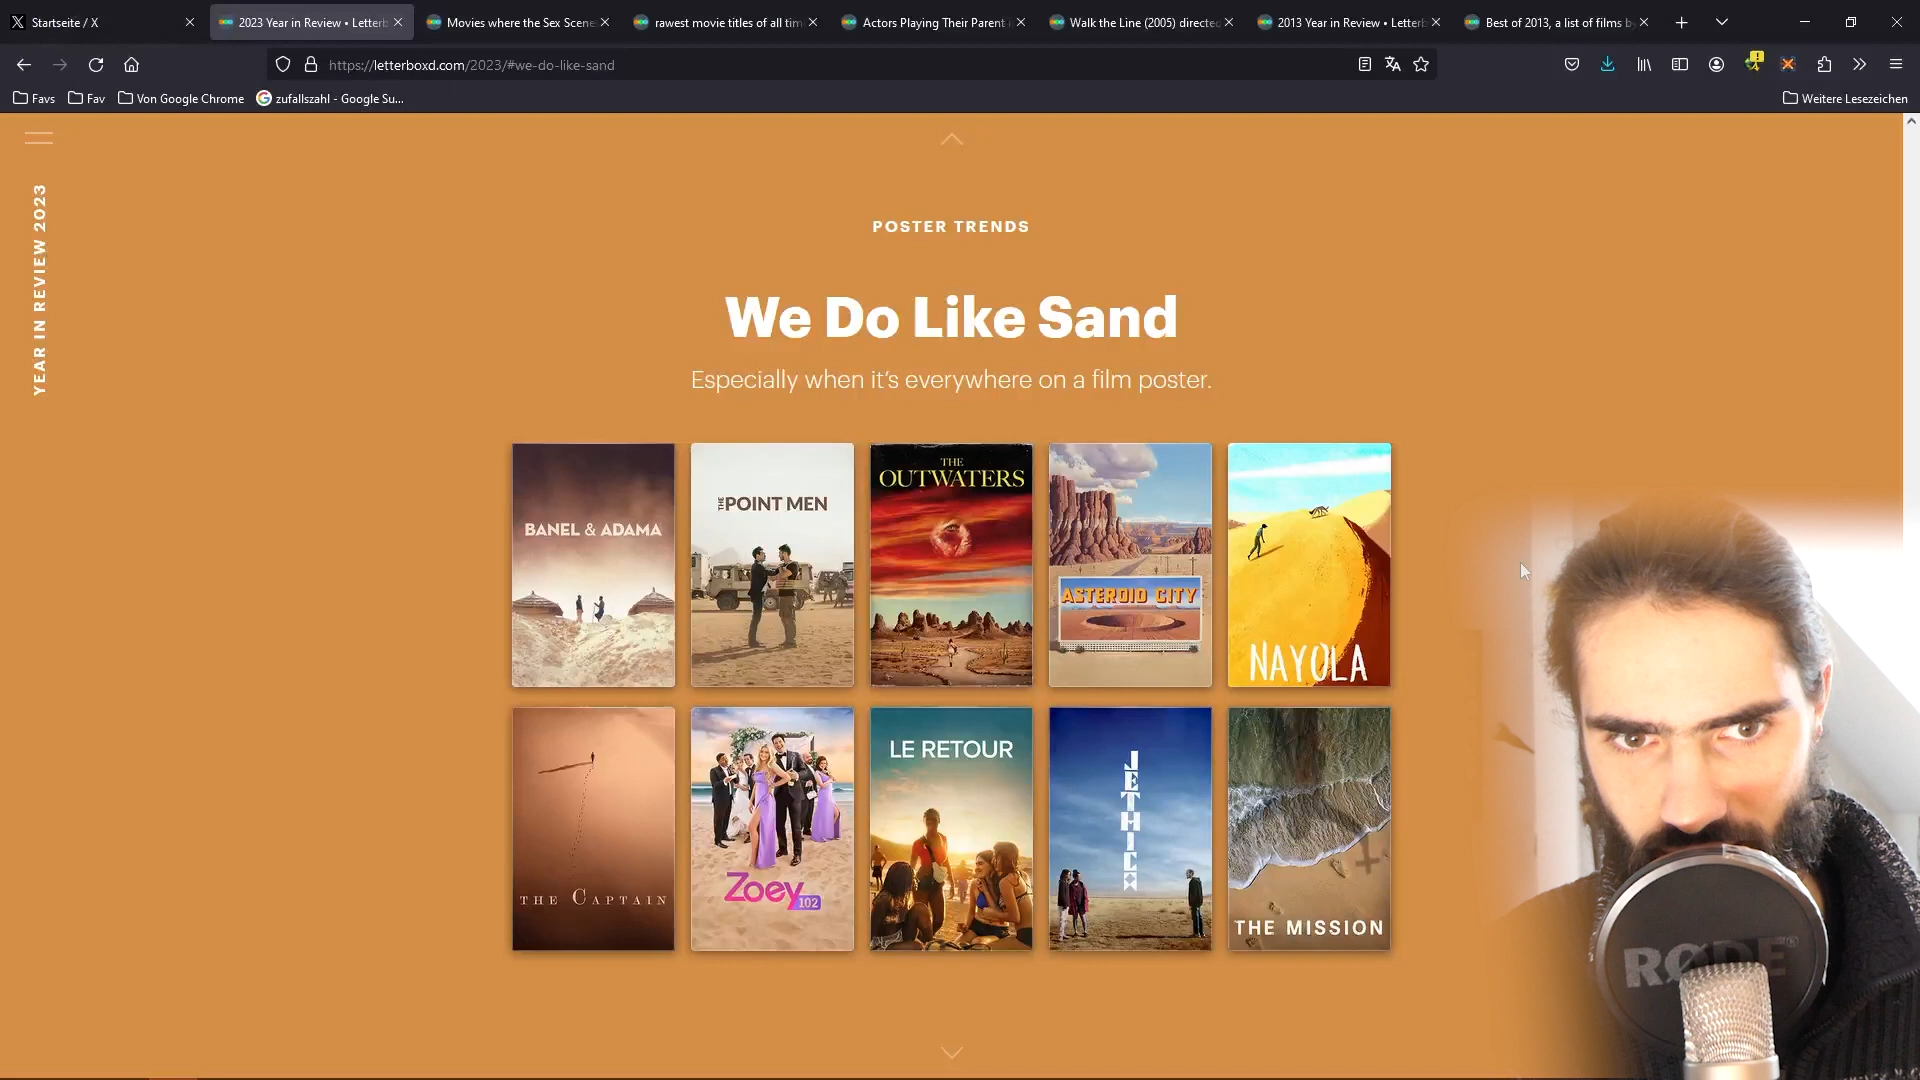 Startseite / X
2023 Year in Review • Letterb
Movies where the Sex Scene
rawest movie titles of all tim
Actors Playing Their Parent
Walk the Line (2005) directe
2013 Year in Review • Letterb
Best of 2013, a list of films b
https://letterboxd.com/2023/#we-do-like-sand
Favs
Fav
Von Google Chrome
zufallszahl - Google Su...
Weitere Lesezeichen
YEAR IN REVIEW 2023
POSTER TRENDS
We Do Like Sand
Especially when it’s everywhere on a film poster.
BANEL & ADAMA
THE POINT MEN
THE
OUTWATERS
ASTEROID CITY
NAYOLA
THE CAPTAIN
Zoey 102
LE RETOUR
JETHICA
THE MISSION
RØDE